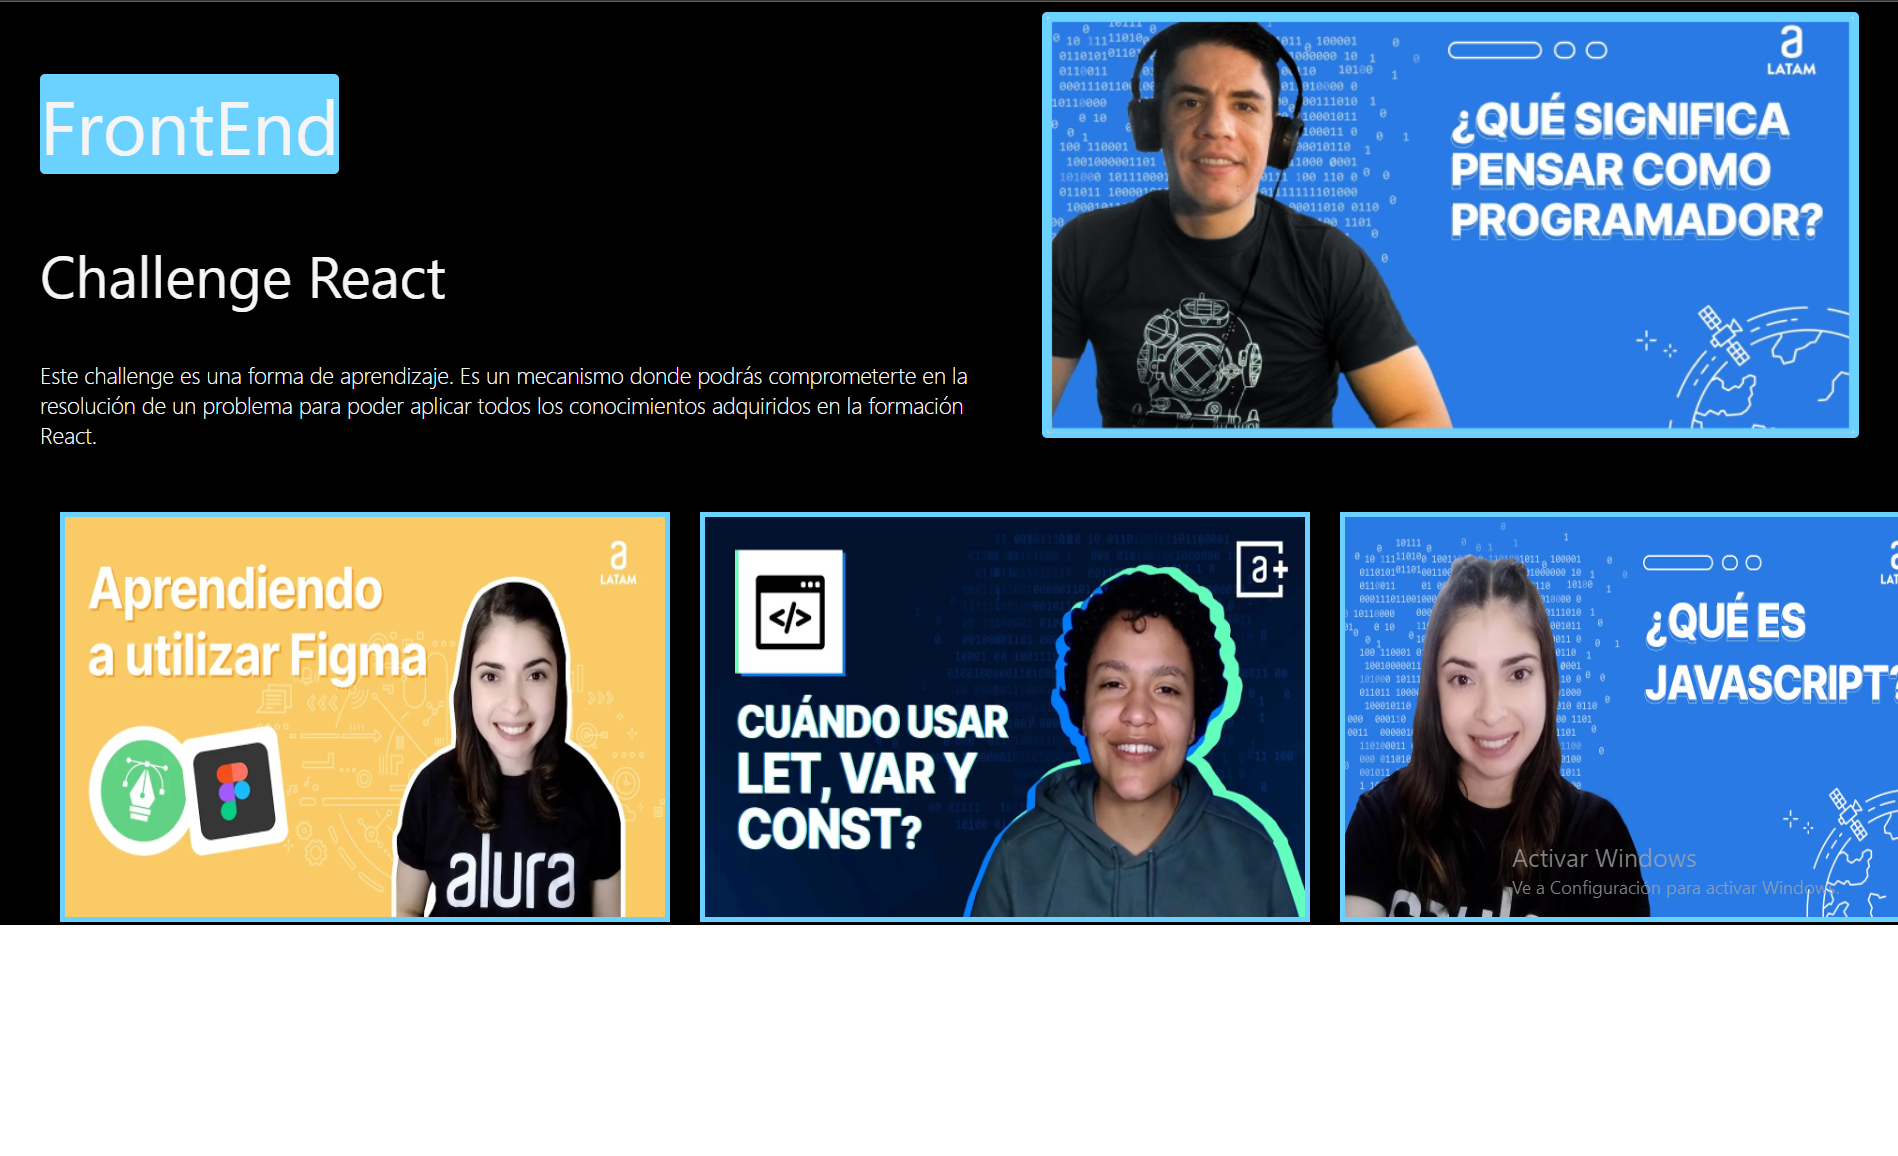 FrontEnd
Challenge React
Este challenge es una forma de aprendizaje. Es un mecanismo donde podrás comprometerte en la
resolución de un problema para poder aplicar todos los conocimientos adquiridos en la formación
React.
a
LATAM
¿QUÉ SIGNIFICA
PENSAR COMO
PROGRAMADOR?
Aprendiendo
a utilizar Figma
a
LATAM
alura
</>
a+
CUÁNDO USAR
LET, VAR Y
CONST?
¿QUÉ ES
JAVASCRIPT?
Activar Windows
Ve a Configuración para activar Windows.